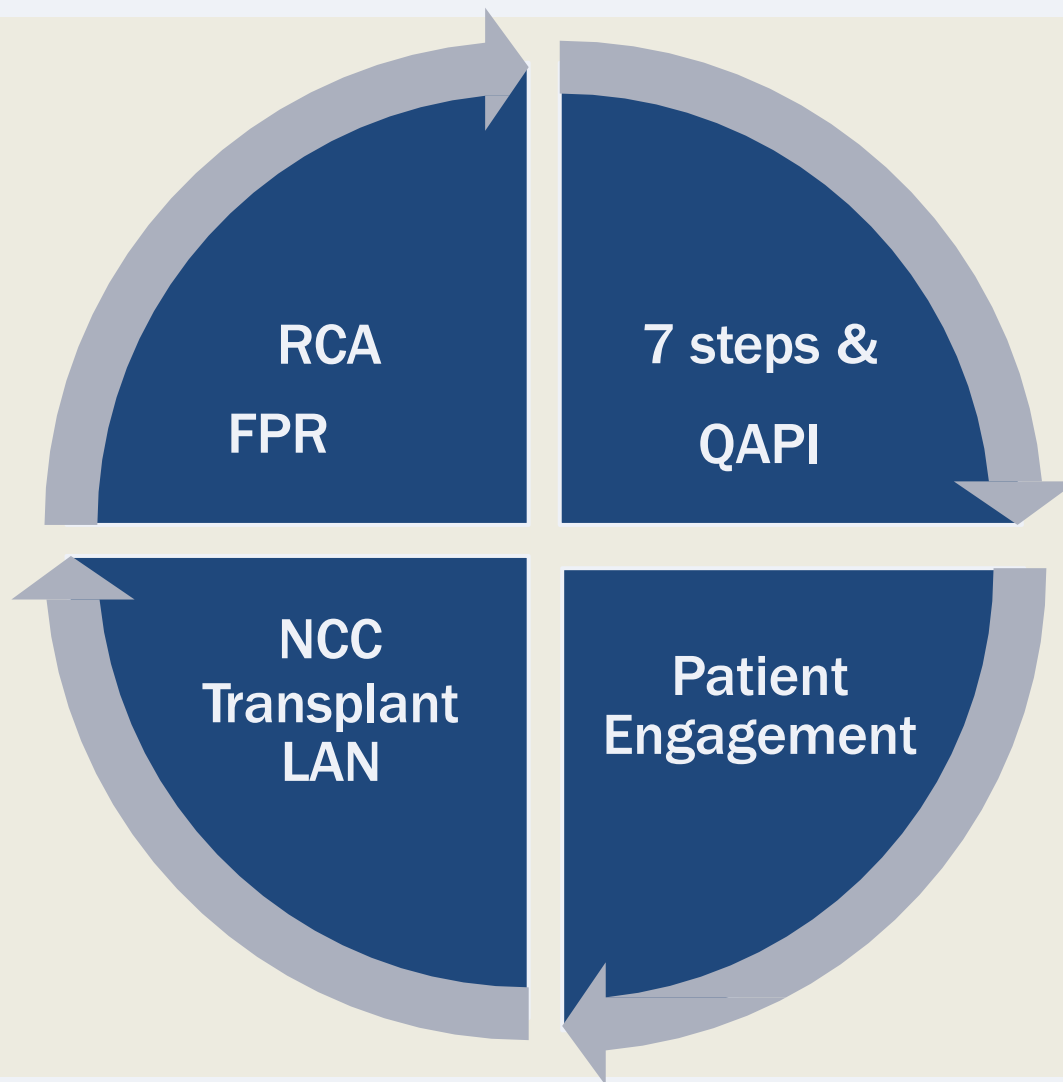 RCA
FPR
7 steps &
QAPI
NCC
Transplant
LAN
Patient
Engagement